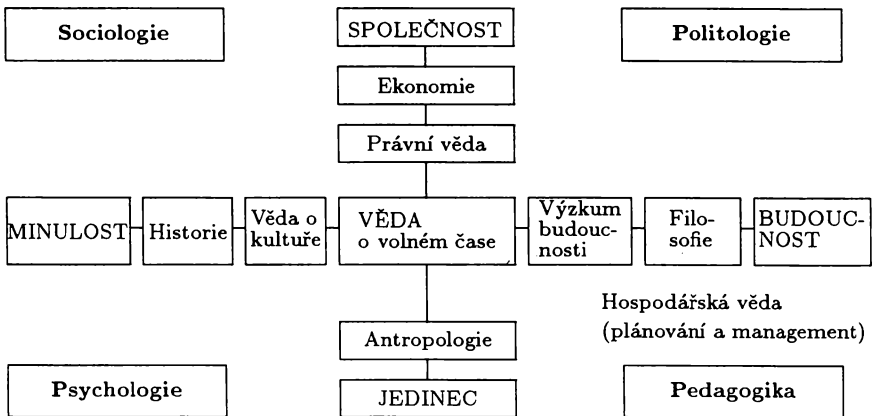 Sociologie
SPOLEČNOST
Politologie
Ekonomie
Právní věda
MINULOST
Historie
Věda o
kultuře
VĚDA
o volném čase
Výzkum
budouc-
nosti
Filo-
sofie
BUDOUC-
NOST
Hospodářská věda
(plánování a management)
Antropologie
Psychologie
JEDINEC
Pedagogika